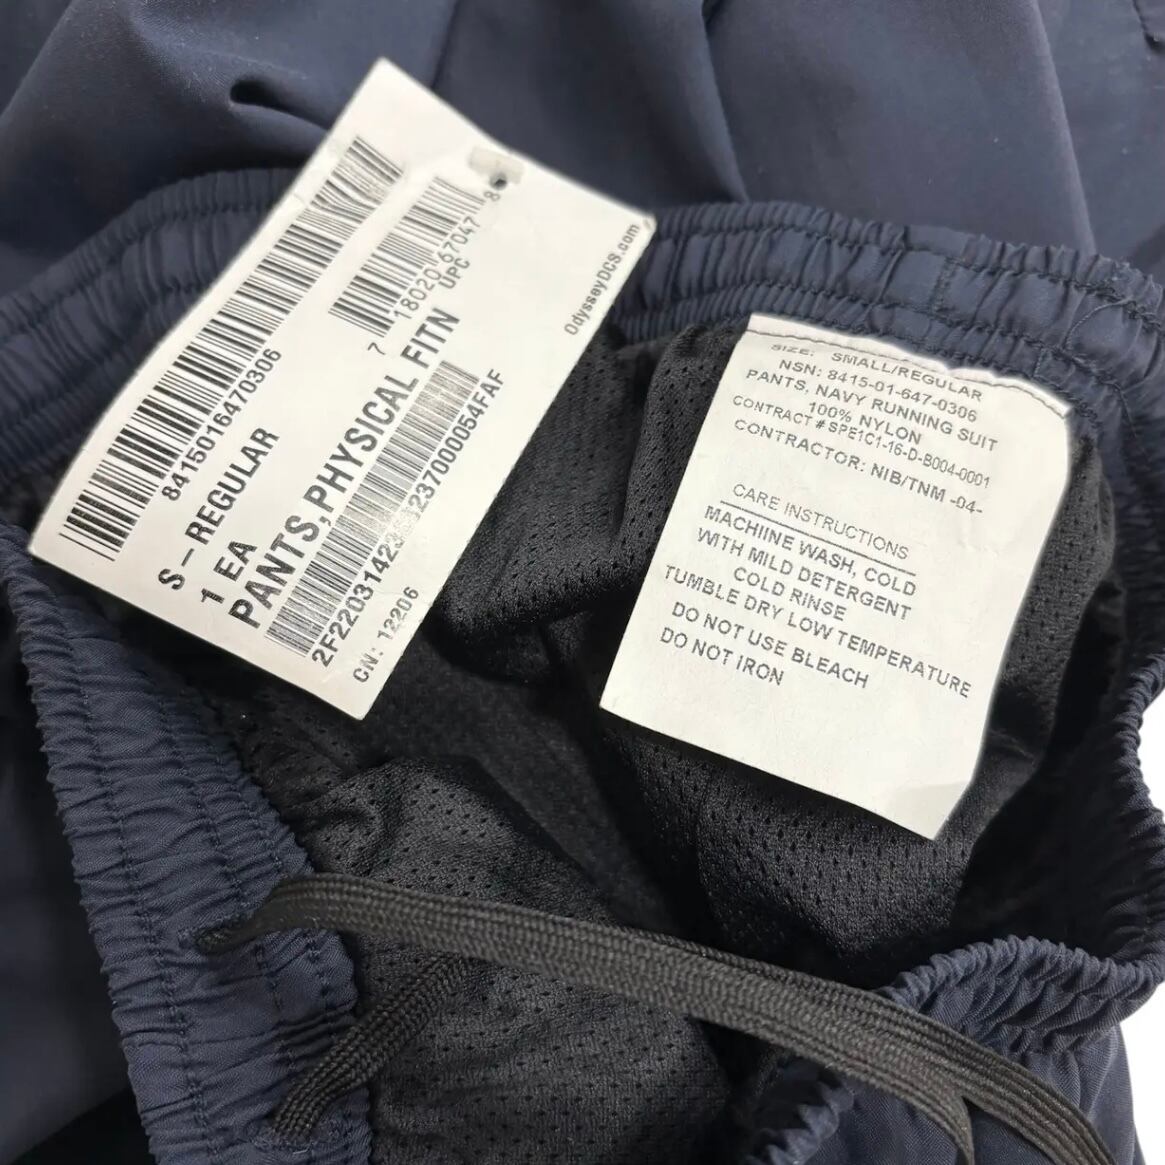 8415016470306
7 18020 67047 8
UPC
S – REGULAR
1 EA
PANTS,PHYSICAL FITN
CN: 12206
OdysseyDCS.com
SIZE: SMALL/REGULAR
NSN: 8415-01-647-0306
PANTS, NAVY RUNNING SUIT
100% NYLON
CONTRACT # SPE1C1-16-D-B004-0001
CONTRACTOR: NIB/TNM -04-
CARE INSTRUCTIONS
MACHINE WASH, COLD
WITH MILD DETERGENT
COLD RINSE
TUMBLE DRY LOW TEMPERATURE
DO NOT USE BLEACH
DO NOT IRON